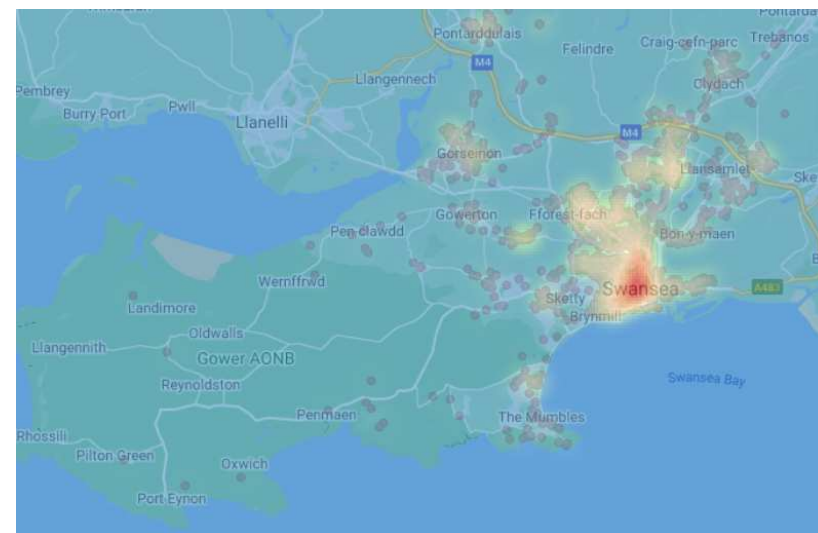 Pontarddulais
Felindre
Craig-cefn-parc
Trebanos
M4
Clydach
Llangennech
Pembrey
Burry Port
Pwll
Llanelli
M4
Gorseinon
Llansamlet
Gowerton
Fforest-fach
Pen clawdd
Bon-y-maen
Wernffrwd
Swansea
A483
Landimore
Sketty
Brynmill
Oldwalls
Llangennith
Gower AONB
Reynoldston
Swansea Bay
Penmaen
The Mumbles
Rhossili
Pilton Green
Oxwich
Port Eynon